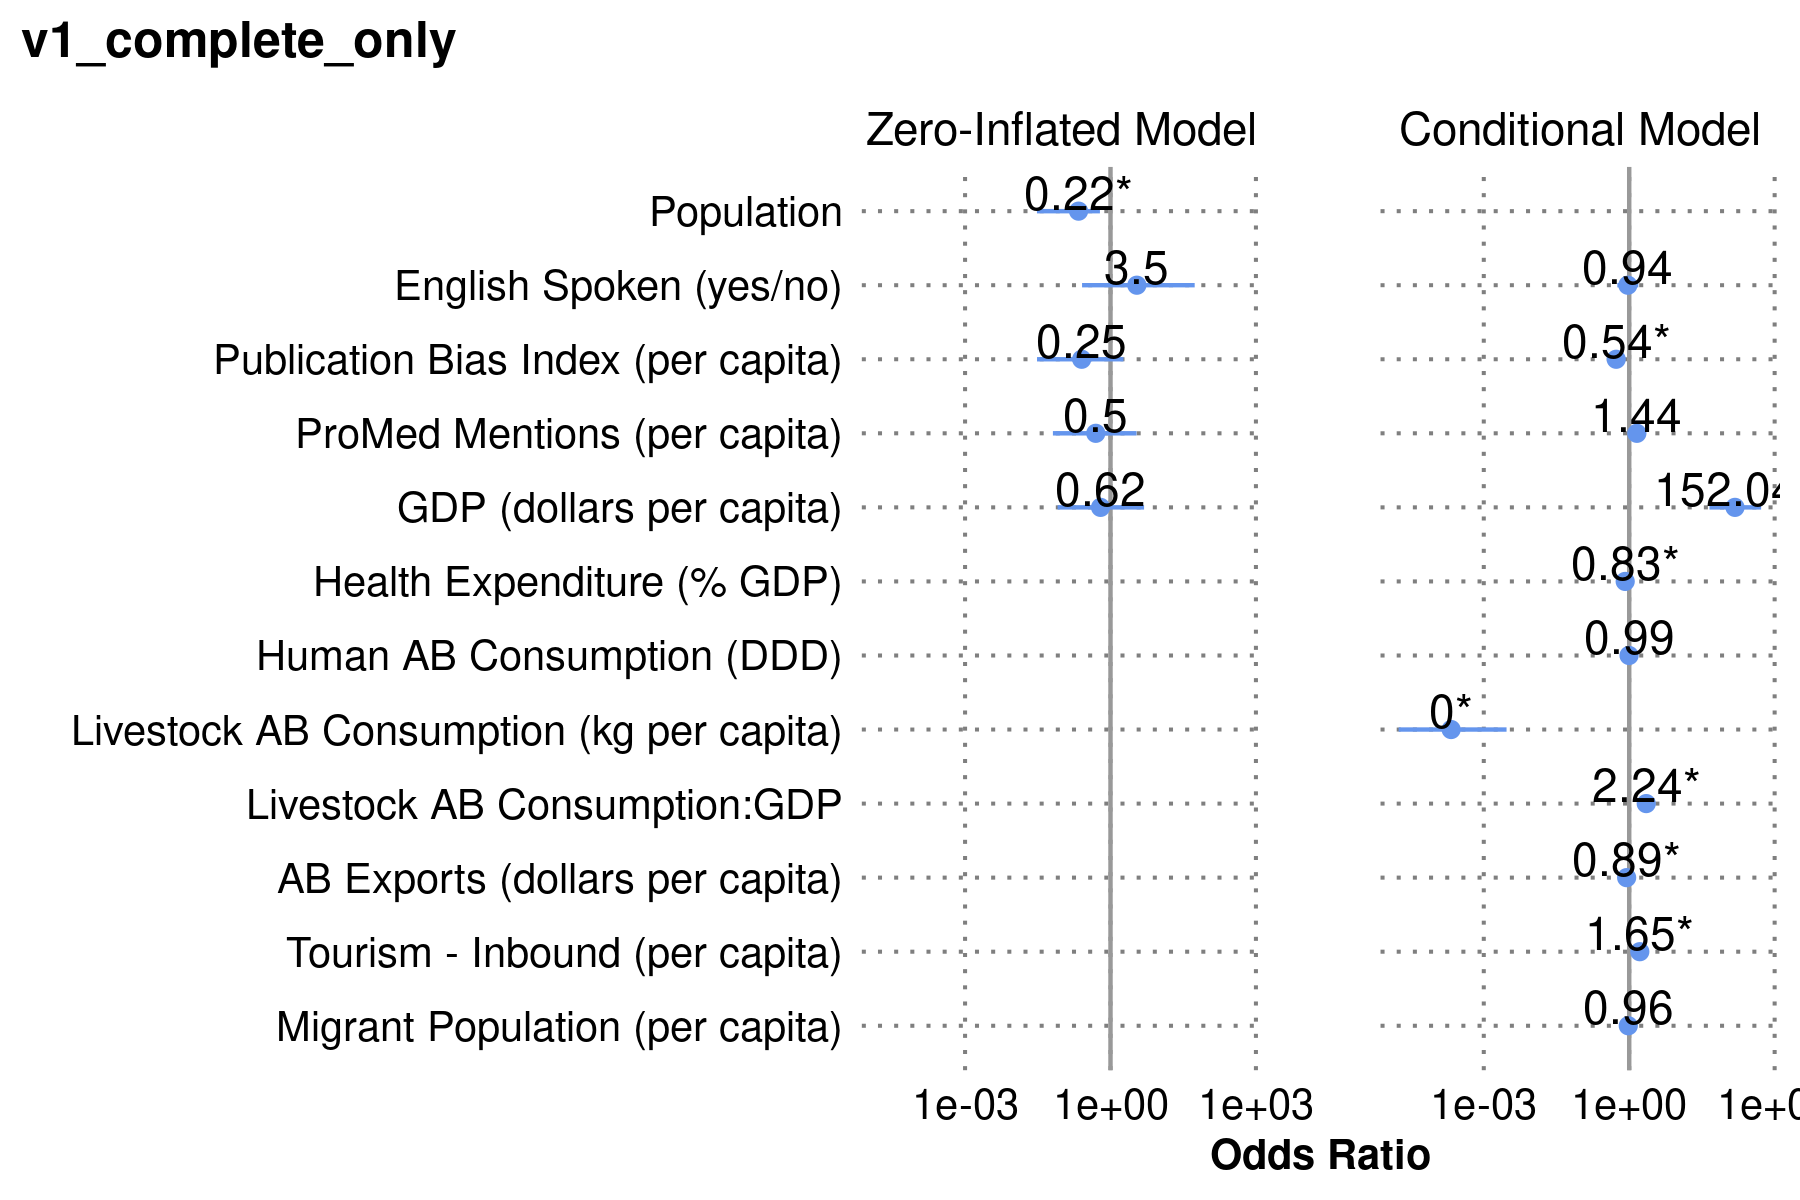 v1_complete_only
Zero-Inflated Model Conditional Model
Population 0.22*
English Spoken (yes/no) 3.5 0.94
Publication Bias Index (per capita) 0.25 0.54*
ProMed Mentions (per capita) 0.5 1.44
GDP (dollars per capita) 0.62 152.04
Health Expenditure (% GDP) 0.83*
Human AB Consumption (DDD) 0.99
Livestock AB Consumption (kg per capita) 0*
Livestock AB Consumption:GDP 2.24*
AB Exports (dollars per capita) 0.89*
Tourism - Inbound (per capita) 1.65*
Migrant Population (per capita) 0.96
1e-03 1e+00 1e+03 1e-03 1e+00
Odds Ratio